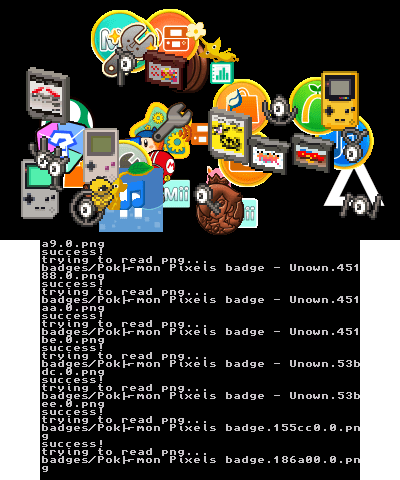 Mii
Mii
a9.0.png
success!
trying to read png...
badges/Pok├⌐mon Pixels badge - Unown.451
88.0.png
success!
trying to read png...
badges/Pok├⌐mon Pixels badge - Unown.451
aa.0.png
success!
trying to read png...
badges/Pok├⌐mon Pixels badge - Unown.451
be.0.png
success!
trying to read png...
badges/Pok├⌐mon Pixels badge - Unown.53b
dc.0.png
success!
trying to read png...
badges/Pok├⌐mon Pixels badge - Unown.53b
ee.0.png
success!
trying to read png...
badges/Pok├⌐mon Pixels badge.155cc0.0.pn
g
success!
trying to read png...
badges/Pok├⌐mon Pixels badge.186a00.0.pn
g